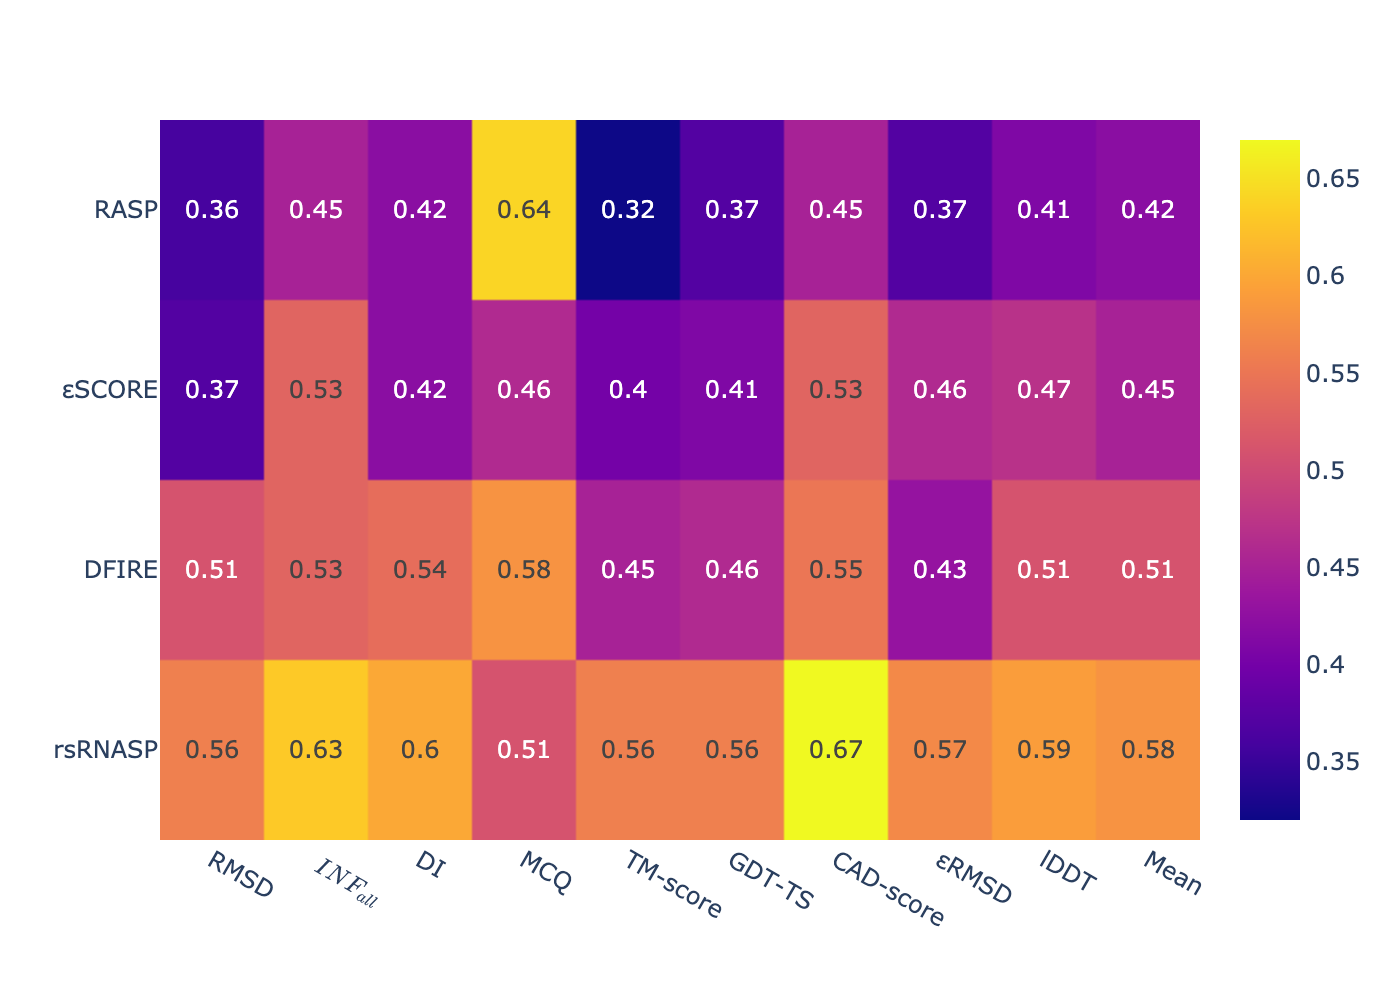 RASP 0.36 0.45 0.42 0.64 0.32 0.37 0.45 0.37 0.41 0.42
εSCORE 0.37 0.53 0.42 0.46 0.4 0.41 0.53 0.46 0.47 0.45
DFIRE 0.51 0.53 0.54 0.58 0.45 0.46 0.55 0.43 0.51 0.51
rsRNASP 0.56 0.63 0.6 0.51 0.56 0.56 0.67 0.57 0.59 0.58
RMSD INF_all DI MCQ TM-score GDT-TS CAD-score εRMSD lDDT Mean
0.65
0.6
0.55
0.5
0.45
0.4
0.35